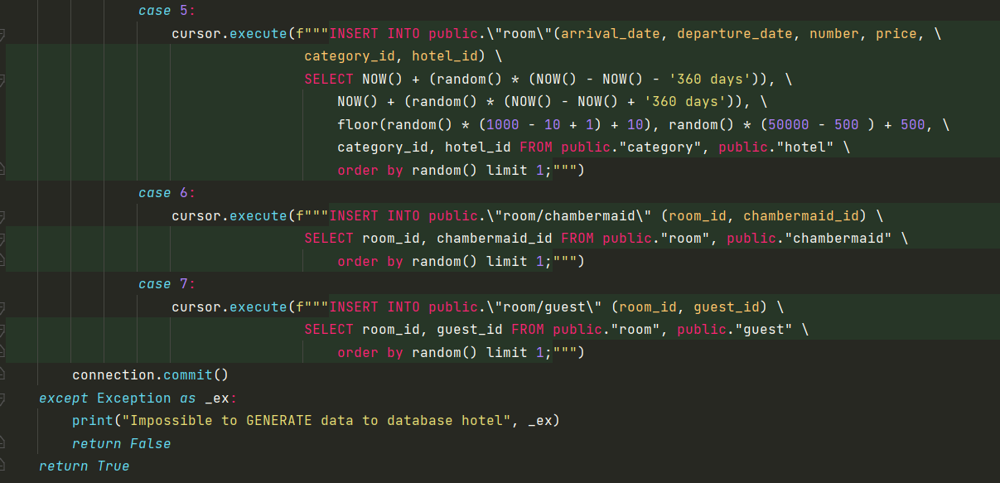 case 5:
cursor.execute(f"""INSERT INTO public.\"room\"(arrival_date, departure_date, number, price, \
category_id, hotel_id) \
SELECT NOW() + (random() * (NOW() - NOW() - '360 days')), \
NOW() + (random() * (NOW() - NOW() + '360 days')), \
floor(random() * (1000 - 10 + 1) + 10), random() * (50000 - 500 ) + 500, \
category_id, hotel_id FROM public."category", public."hotel" \
order by random() limit 1;""")
case 6:
cursor.execute(f"""INSERT INTO public.\"room/chambermaid\" (room_id, chambermaid_id) \
SELECT room_id, chambermaid_id FROM public."room", public."chambermaid" \
order by random() limit 1;""")
case 7:
cursor.execute(f"""INSERT INTO public.\"room/guest\" (room_id, guest_id) \
SELECT room_id, guest_id FROM public."room", public."guest" \
order by random() limit 1;""")
connection.commit()
except Exception as _ex:
print("Impossible to GENERATE data to database hotel", _ex)
return False
return True